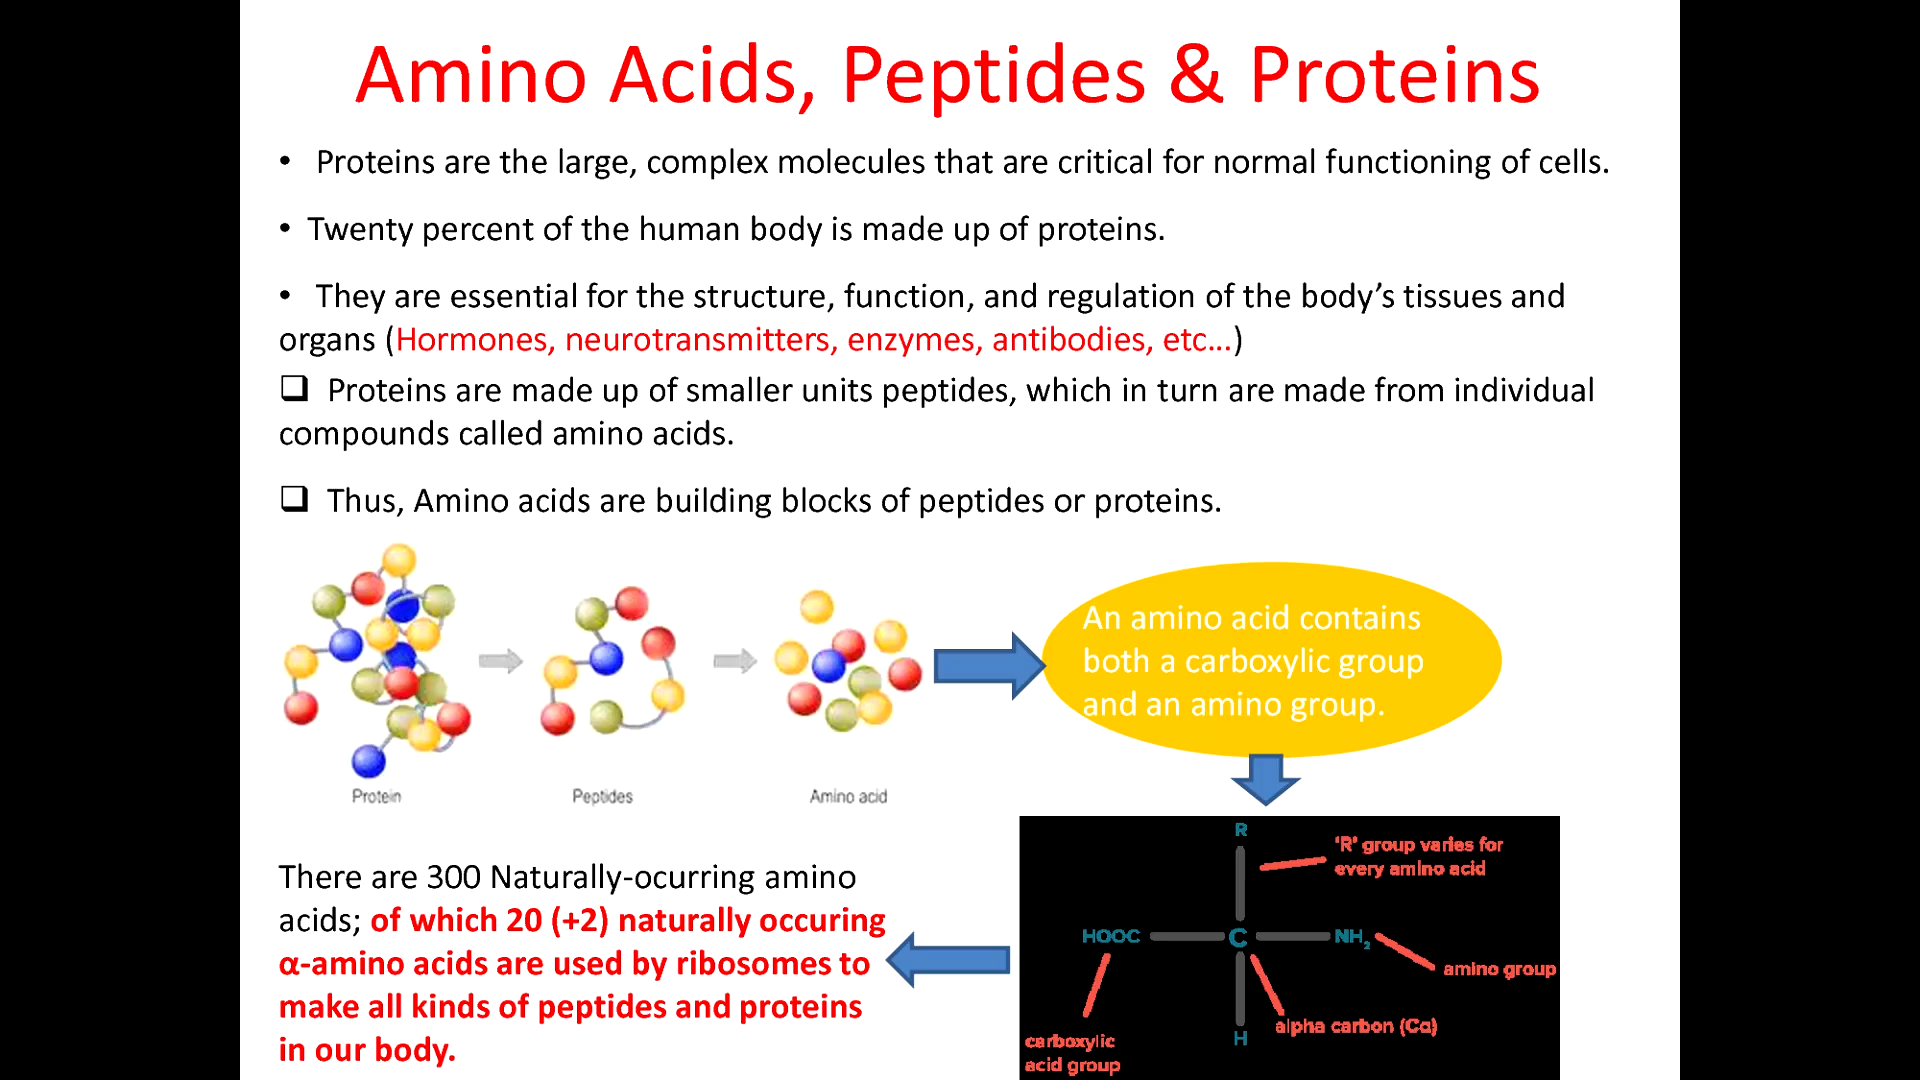 Amino Acids, Peptides & Proteins
• Proteins are the large, complex molecules that are critical for normal functioning of cells.
• Twenty percent of the human body is made up of proteins.
• They are essential for the structure, function, and regulation of the body’s tissues and
organs (Hormones, neurotransmitters, enzymes, antibodies, etc…)
❑ Proteins are made up of smaller units peptides, which in turn are made from individual
compounds called amino acids.
❑ Thus, Amino acids are building blocks of peptides or proteins.
Protein
Peptides
Amino acid
An amino acid contains
both a carboxylic group
and an amino group.
There are 300 Naturally-ocurring amino
acids; of which 20 (+2) naturally occuring
α-amino acids are used by ribosomes to
make all kinds of peptides and proteins
in our body.
R
‘R’ group varies for
every amino acid
HOOC
C
NH₂
amino group
alpha carbon (Cα)
H
carboxylic
acid group